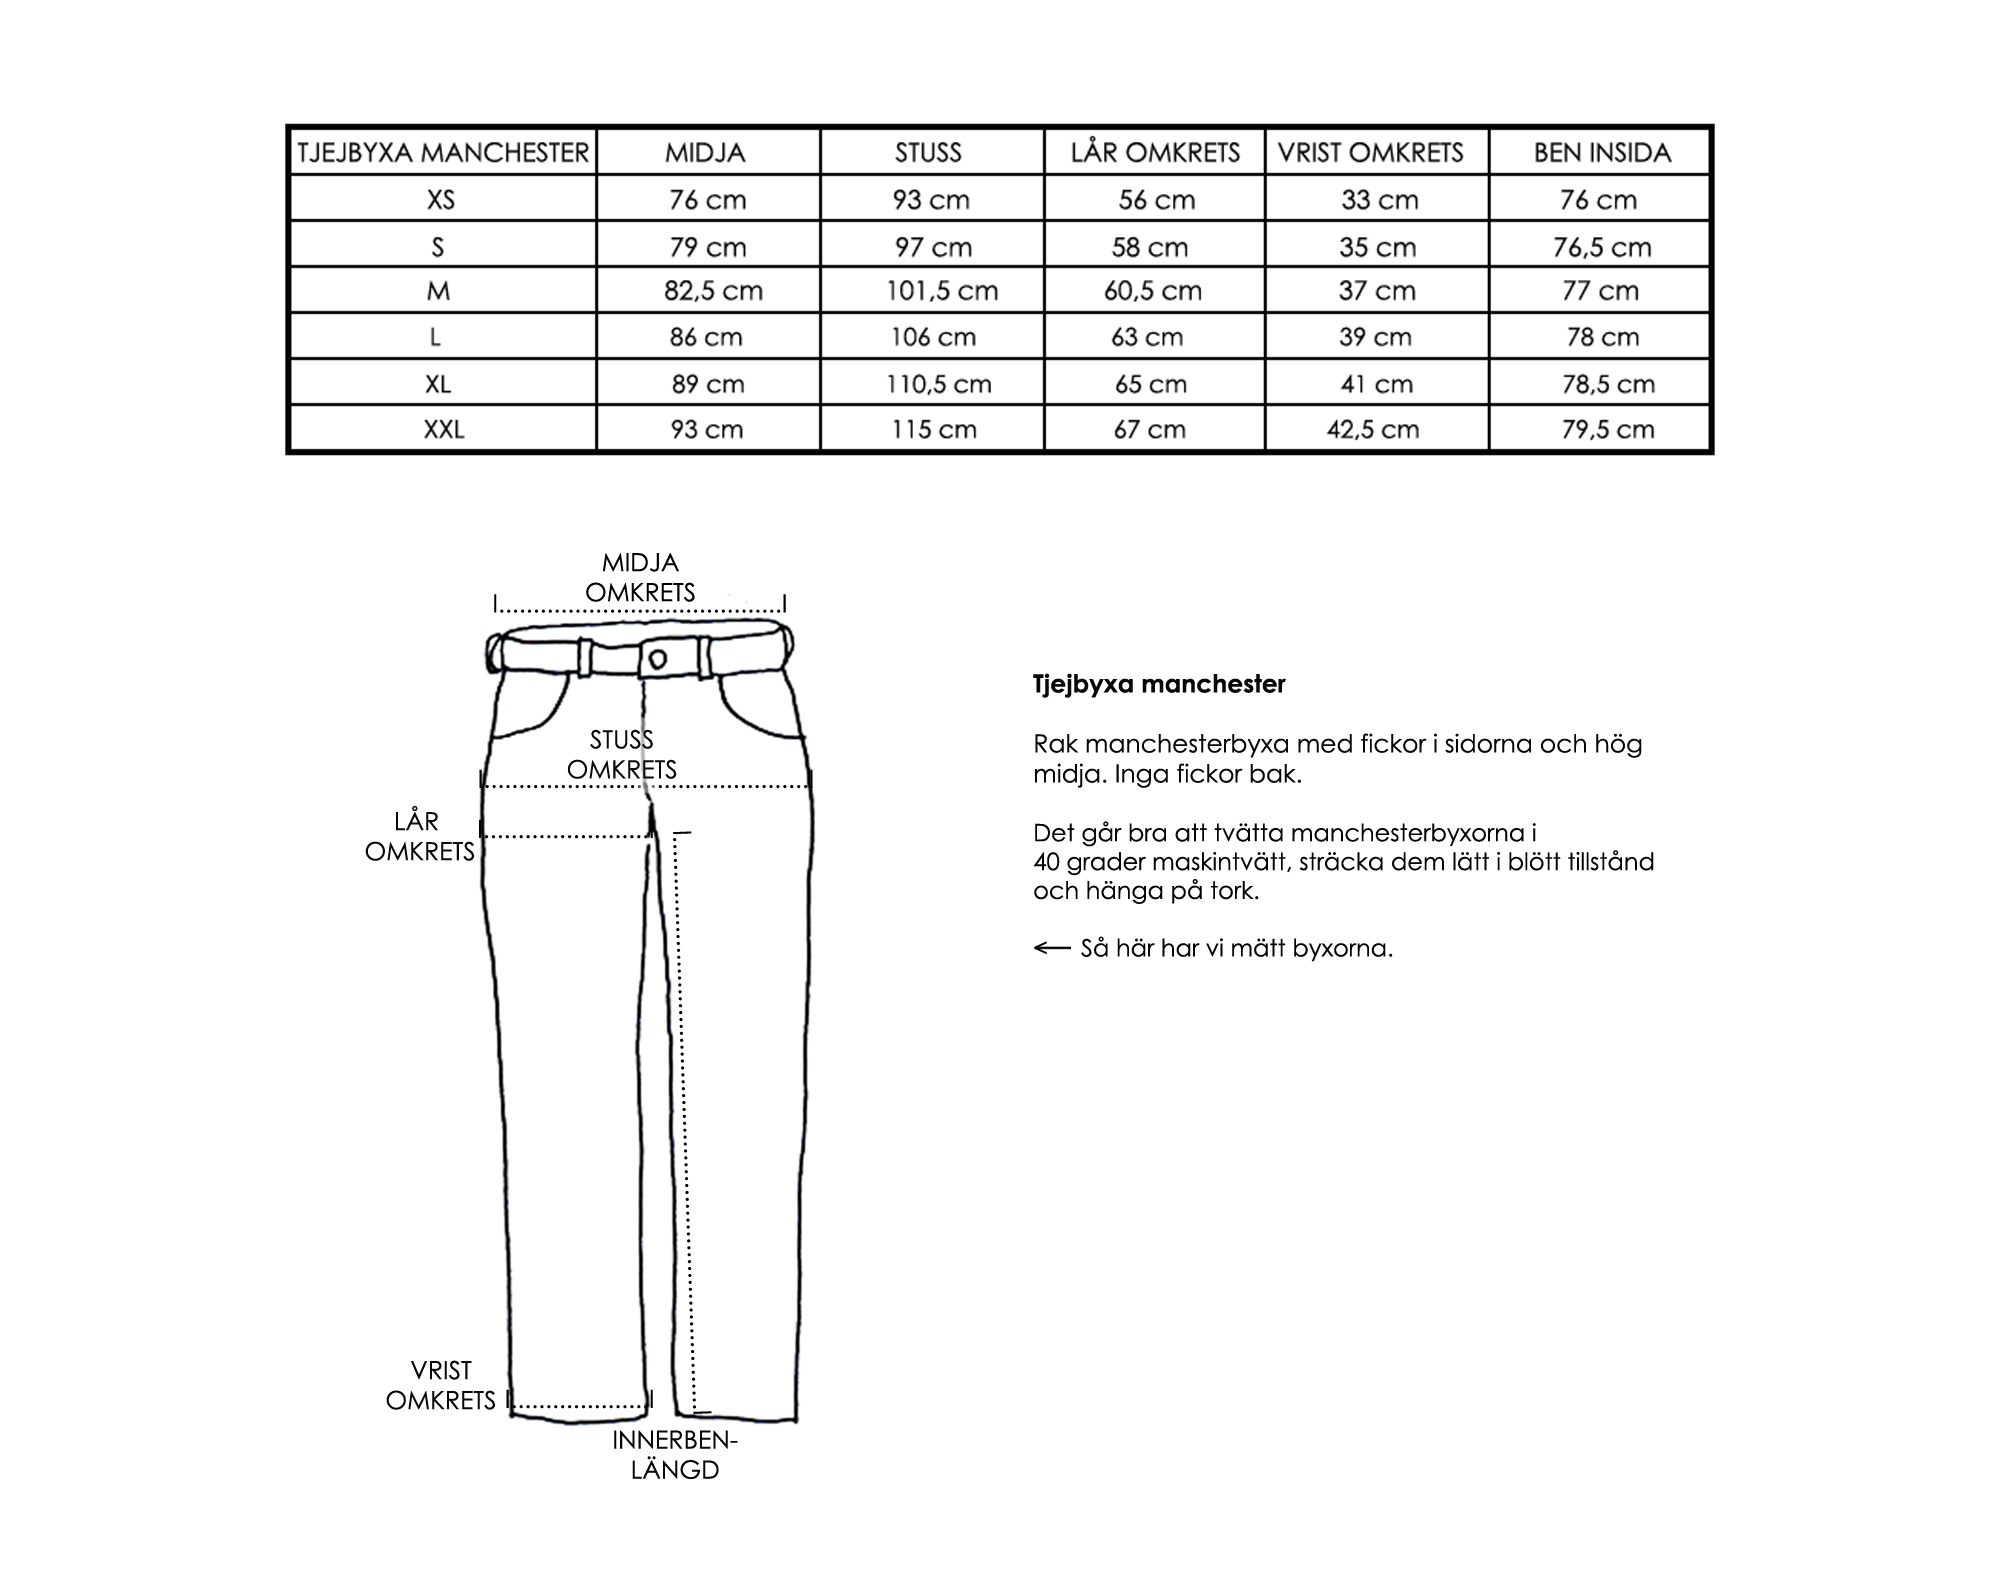 TJEJBYXA MANCHESTER MIDJA STUSS LÅR OMKRETS VRIST OMKRETS BEN INSIDA
XS 76 cm 93 cm 56 cm 33 cm 76 cm
S 79 cm 97 cm 58 cm 35 cm 76,5 cm
M 82,5 cm 101,5 cm 60,5 cm 37 cm 77 cm
L 86 cm 106 cm 63 cm 39 cm 78 cm
XL 89 cm 110,5 cm 65 cm 41 cm 78,5 cm
XXL 93 cm 115 cm 67 cm 42,5 cm 79,5 cm
MIDJA
OMKRETS
STUSS
OMKRETS
LÅR
OMKRETS
VRIST
OMKRETS
INNERBEN-
LÄNGD
Tjejbyxa manchester
Rak manchesterbyxa med fickor i sidorna och hög
midja. Inga fickor bak.
Det går bra att tvätta manchesterbyxorna i
40 grader maskintvätt, sträcka dem lätt i blött tillstånd
och hänga på tork.
← Så här har vi mätt byxorna.